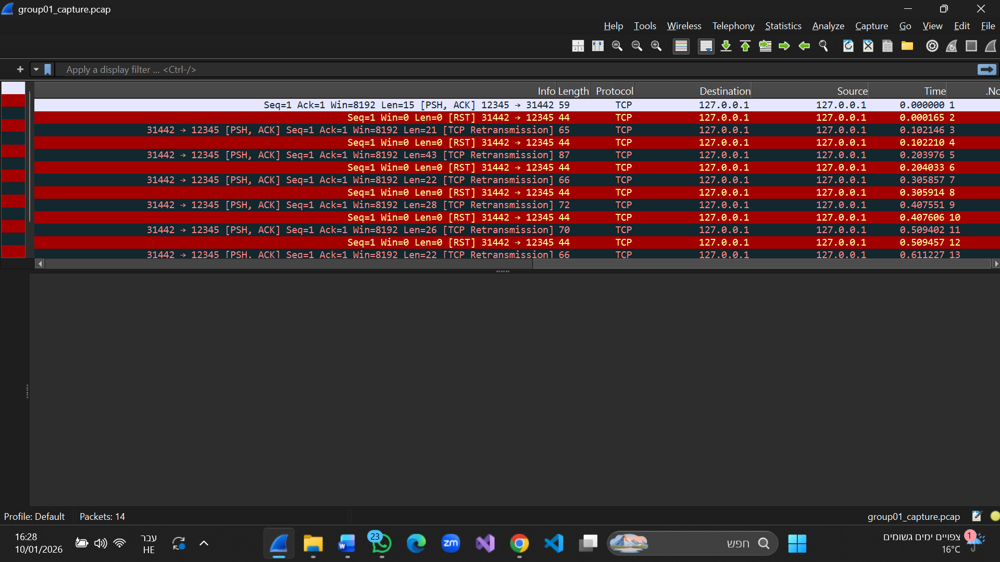 group01_capture.pcap
Help Tools Wireless Telephony Statistics Analyze Capture Go View Edit File
Apply a display filter ... <Ctrl-/>
Info Length Protocol Destination Source Time .No
Seq=1 Ack=1 Win=8192 Len=15 [PSH, ACK] 12345 → 31442 59 TCP 127.0.0.1 127.0.0.1 0.000000 1
Seq=1 Win=0 Len=0 [RST] 31442 → 12345 44 TCP 127.0.0.1 127.0.0.1 0.000165 2
31442 → 12345 [PSH, ACK] Seq=1 Ack=1 Win=8192 Len=21 [TCP Retransmission] 65 TCP 127.0.0.1 127.0.0.1 0.102146 3
Seq=1 Win=0 Len=0 [RST] 31442 → 12345 44 TCP 127.0.0.1 127.0.0.1 0.102210 4
31442 → 12345 [PSH, ACK] Seq=1 Ack=1 Win=8192 Len=43 [TCP Retransmission] 87 TCP 127.0.0.1 127.0.0.1 0.203976 5
Seq=1 Win=0 Len=0 [RST] 31442 → 12345 44 TCP 127.0.0.1 127.0.0.1 0.204033 6
31442 → 12345 [PSH, ACK] Seq=1 Ack=1 Win=8192 Len=22 [TCP Retransmission] 66 TCP 127.0.0.1 127.0.0.1 0.305857 7
Seq=1 Win=0 Len=0 [RST] 31442 → 12345 44 TCP 127.0.0.1 127.0.0.1 0.305914 8
31442 → 12345 [PSH, ACK] Seq=1 Ack=1 Win=8192 Len=28 [TCP Retransmission] 72 TCP 127.0.0.1 127.0.0.1 0.407551 9
Seq=1 Win=0 Len=0 [RST] 31442 → 12345 44 TCP 127.0.0.1 127.0.0.1 0.407606 10
31442 → 12345 [PSH, ACK] Seq=1 Ack=1 Win=8192 Len=26 [TCP Retransmission] 70 TCP 127.0.0.1 127.0.0.1 0.509402 11
Seq=1 Win=0 Len=0 [RST] 31442 → 12345 44 TCP 127.0.0.1 127.0.0.1 0.509457 12
31442 → 12345 [PSH, ACK] Seq=1 Ack=1 Win=8192 Len=22 [TCP Retransmission] 66 TCP 127.0.0.1 127.0.0.1 0.611227 13
Profile: Default Packets: 14 group01_capture.pcap
16:28
10/01/2026
עבר
HE
23
zm
חפש
צפויים ימים גשומים
16°C
1